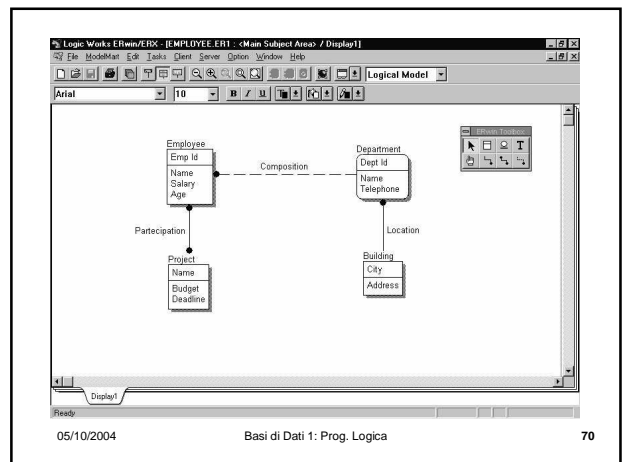 Logic Works ERwin/ERX - [EMPLOYEE.ER1 : <Main Subject Area> / Display1]
File ModelMart Edit Tasks Client Server Option Window Help
Logical Model
Arial 10 B I U
ERwin Toolbox
Employee
Emp Id
Name
Salary
Age
Composition
Department
Dept Id
Name
Telephone
Partecipation
Location
Project
Name
Budget
Deadline
Building
City
Address
Display1
Ready
05/10/2004 Basi di Dati 1: Prog. Logica 70